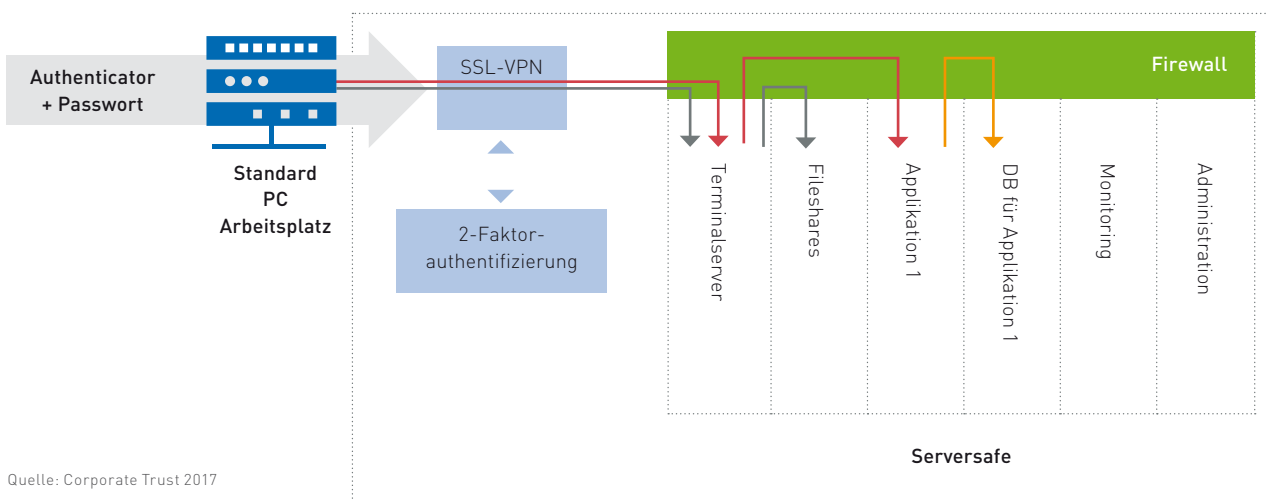 Authenticator
+ Passwort
Standard
PC
Arbeitsplatz
SSL-VPN
2-Faktor-
authentifizierung
Firewall
Terminalserver
Fileshares
Applikation 1
DB für Applikation 1
Monitoring
Administration
Serversafe
Quelle: Corporate Trust 2017